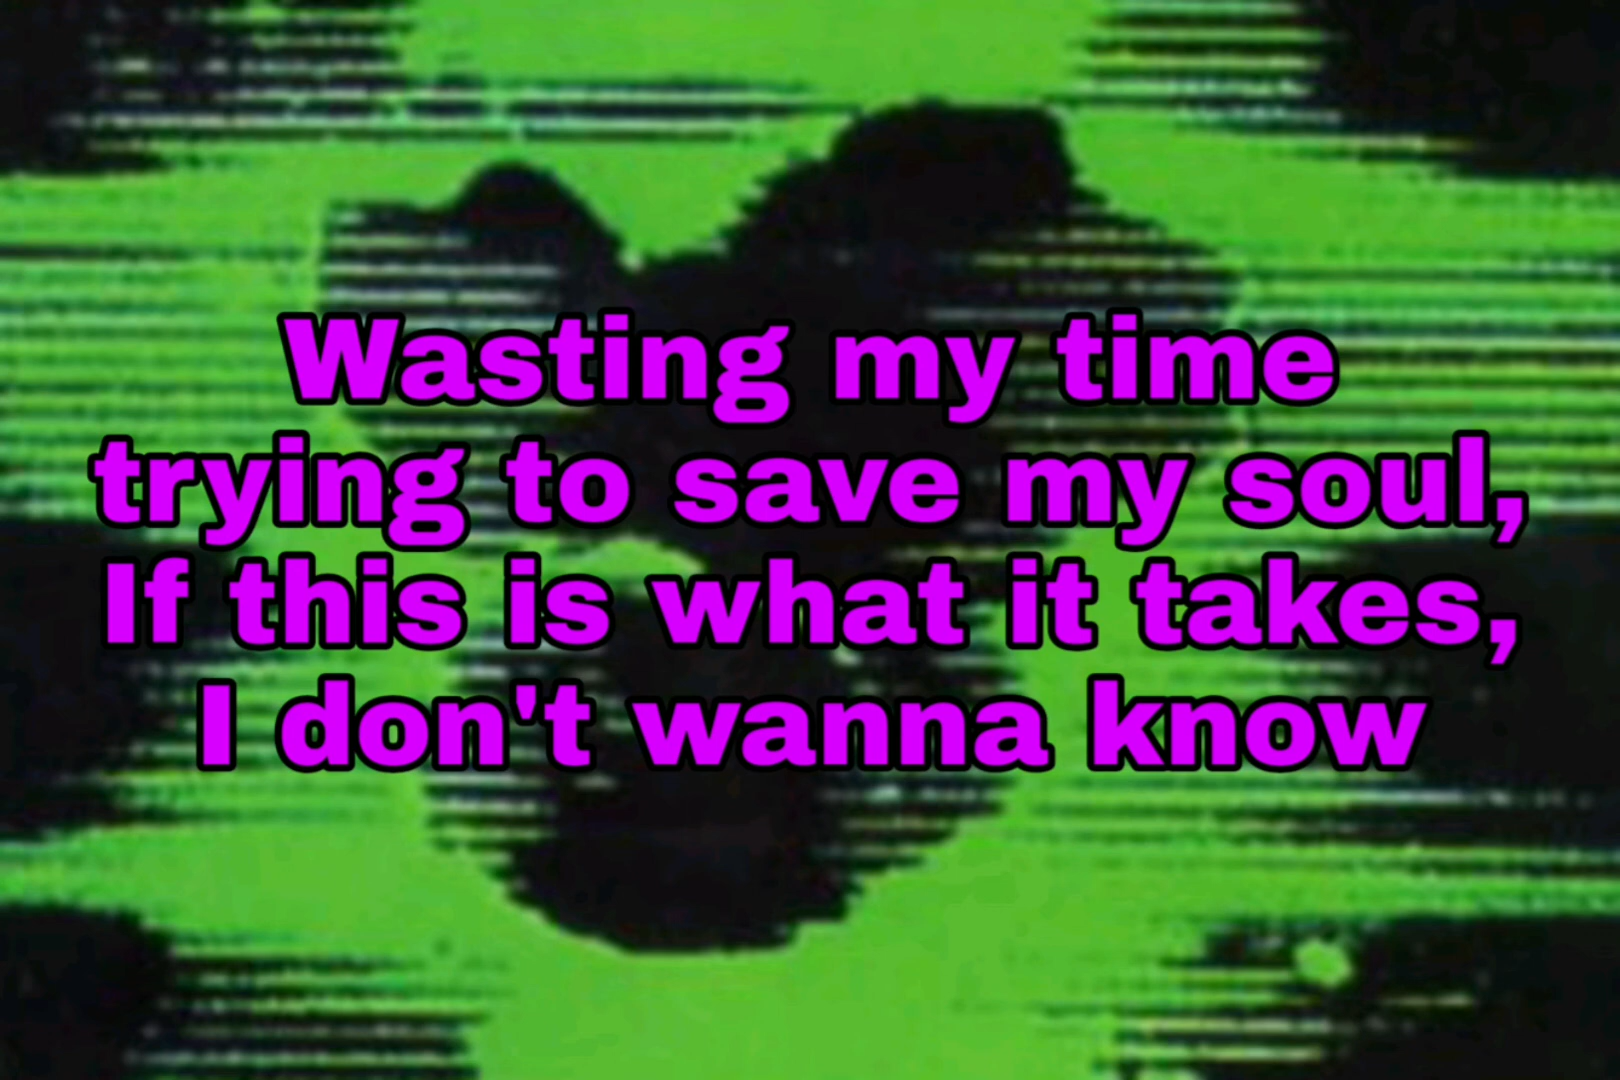 Wasting my time
trying to save my soul,
If this is what it takes,
I don't wanna know